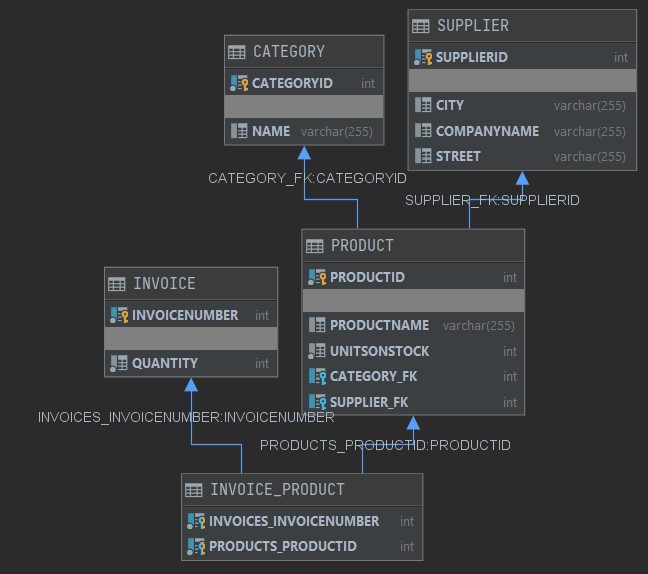 SUPPLIER
SUPPLIERID int
CITY varchar(255)
COMPANYNAME varchar(255)
STREET varchar(255)
CATEGORY
CATEGORYID int
NAME varchar(255)
CATEGORY_FK:CATEGORYID
SUPPLIER_FK:SUPPLIERID
PRODUCT
PRODUCTID int
PRODUCTNAME varchar(255)
UNITSONSTOCK int
CATEGORY_FK int
SUPPLIER_FK int
INVOICE
INVOICENUMBER int
QUANTITY int
INVOICES_INVOICENUMBER:INVOICENUMBER
PRODUCTS_PRODUCTID:PRODUCTID
INVOICE_PRODUCT
INVOICES_INVOICENUMBER int
PRODUCTS_PRODUCTID int